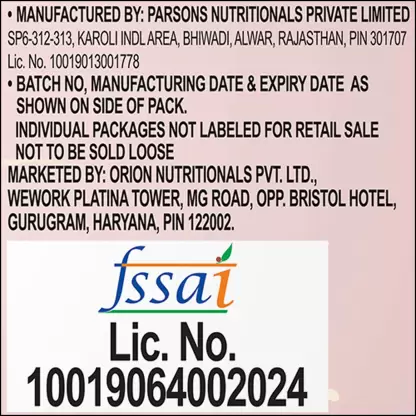 • MANUFACTURED BY: PARSONS NUTRITIONALS PRIVATE LIMITED
SP6-312-313, KAROLI INDL AREA, BHIWADI, ALWAR, RAJASTHAN, PIN 301707
Lic. No. 10019013001778
• BATCH NO, MANUFACTURING DATE & EXPIRY DATE AS
SHOWN ON SIDE OF PACK.
INDIVIDUAL PACKAGES NOT LABELED FOR RETAIL SALE
NOT TO BE SOLD LOOSE
MARKETED BY: ORION NUTRITIONALS PVT. LTD.,
WEWORK PLATINA TOWER, MG ROAD, OPP. BRISTOL HOTEL,
GURUGRAM, HARYANA, PIN 122002.
fssai
Lic. No.
10019064002024